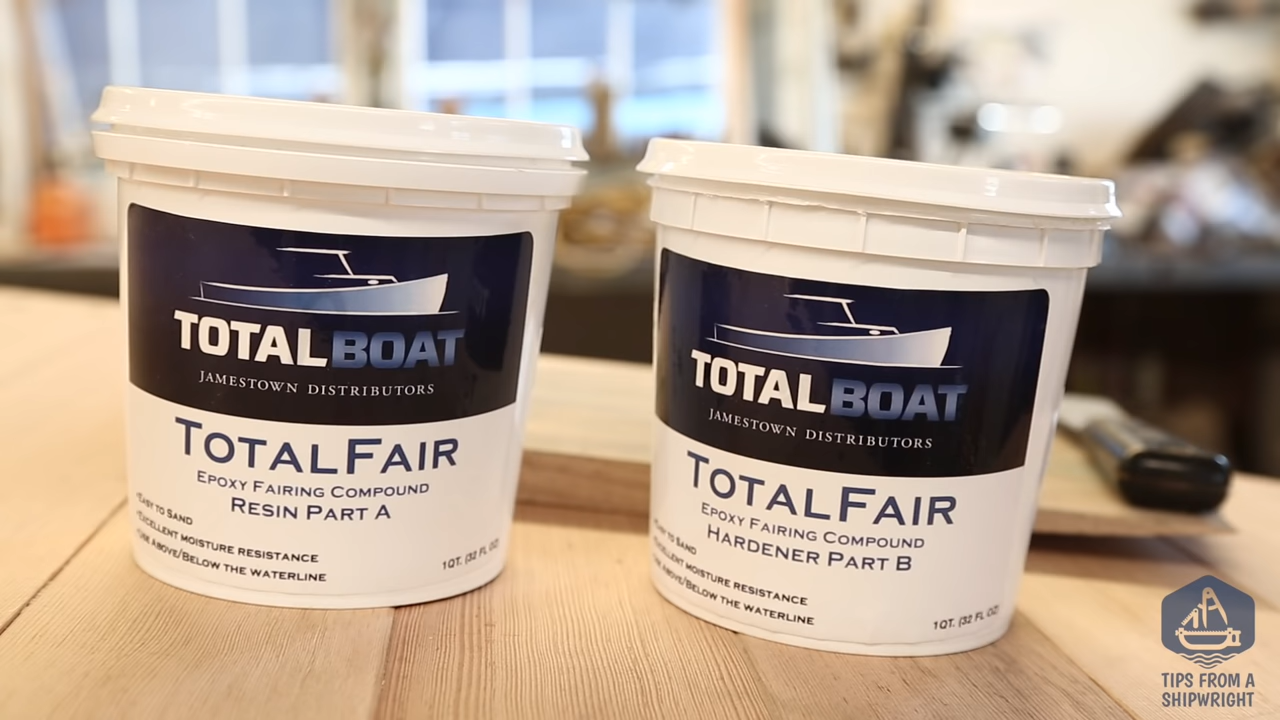 TOTALBOAT
JAMESTOWN DISTRIBUTORS
TOTALFAIR
EPOXY FAIRING COMPOUND
RESIN PART A
•EASY TO SAND
•EXCELLENT MOISTURE RESISTANCE
•USE ABOVE/BELOW THE WATERLINE
1QT. (32 FL OZ)
TOTALBOAT
JAMESTOWN DISTRIBUTORS
TOTALFAIR
EPOXY FAIRING COMPOUND
HARDENER PART B
•EASY TO SAND
•EXCELLENT MOISTURE RESISTANCE
•USE ABOVE/BELOW THE WATERLINE
1QT. (32 FL OZ)
TIPS FROM A
SHIPWRIGHT